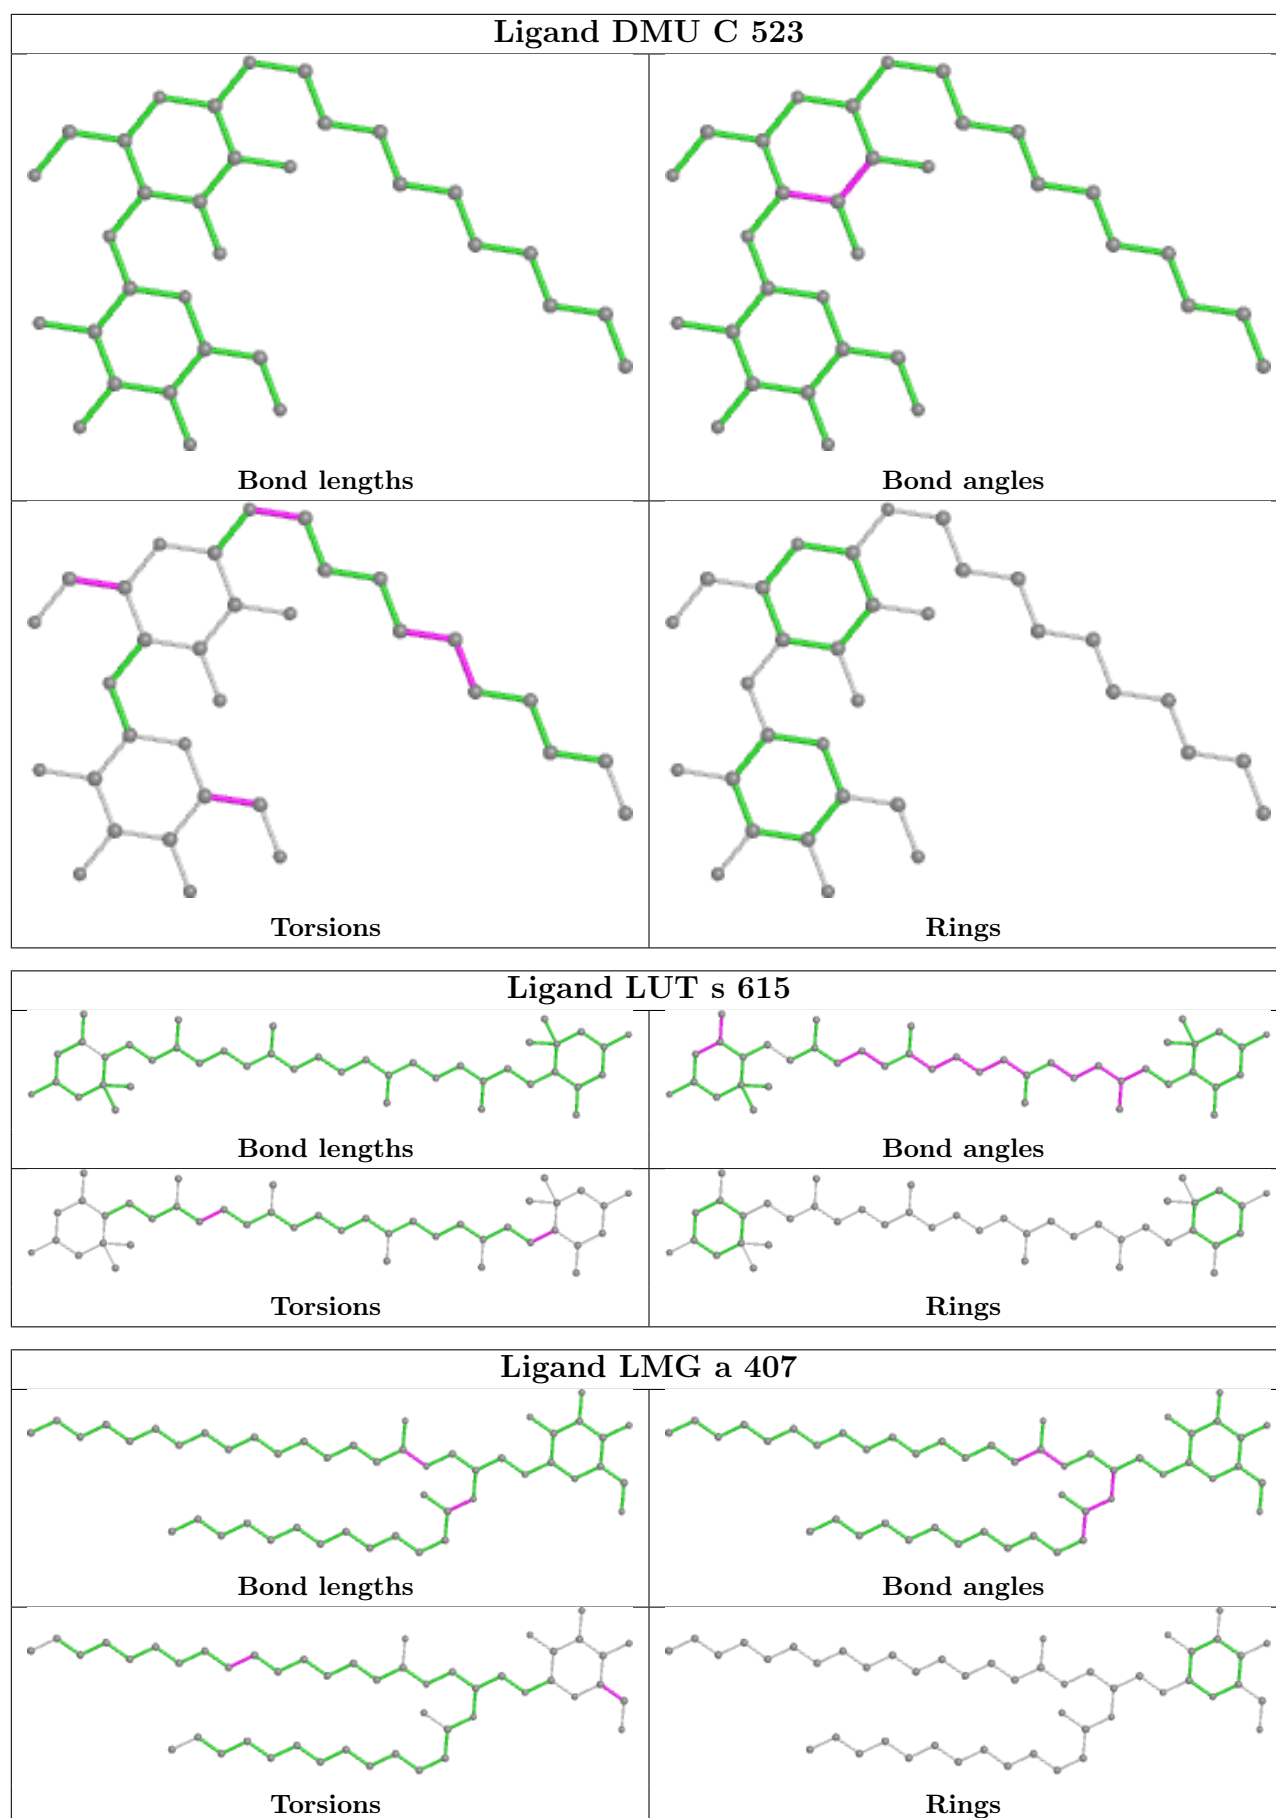 Ligand DMU C 523
Bond lengths
Bond angles
Torsions
Rings
Ligand LUT s 615
Bond lengths
Bond angles
Torsions
Rings
Ligand LMG a 407
Bond lengths
Bond angles
Torsions
Rings